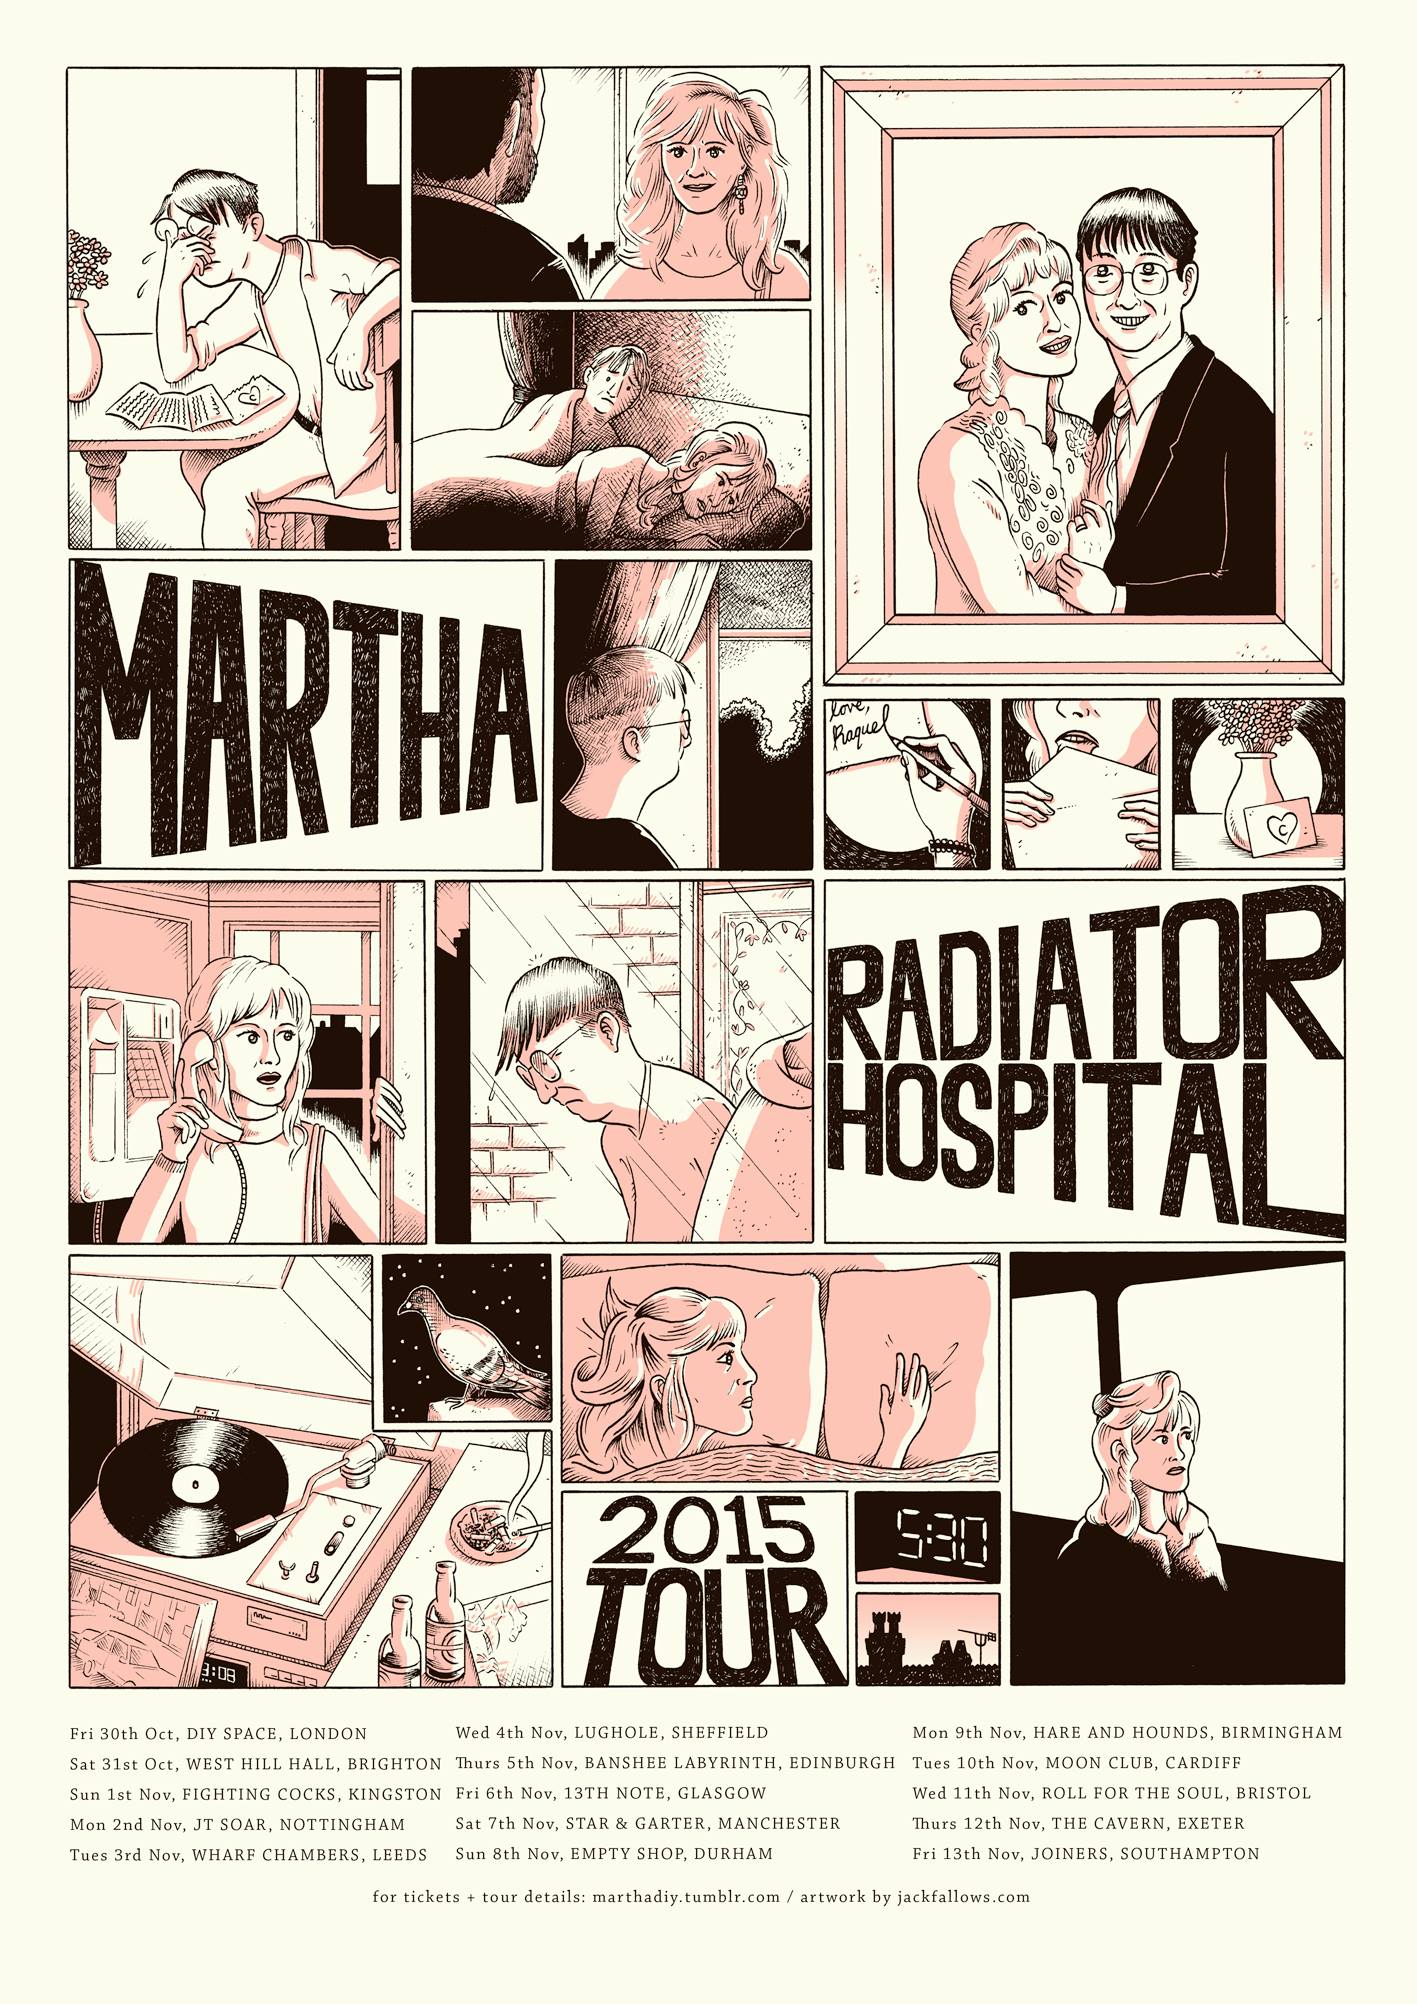 MARTHA
love,
Raquel
C
RADIATOR
HOSPITAL
2015
TOUR
5:30
3:08
Fri 30th Oct, DIY SPACE, LONDON
Sat 31st Oct, WEST HILL HALL, BRIGHTON
Sun 1st Nov, FIGHTING COCKS, KINGSTON
Mon 2nd Nov, JT SOAR, NOTTINGHAM
Tues 3rd Nov, WHARF CHAMBERS, LEEDS
Wed 4th Nov, LUGHOLE, SHEFFIELD
Thurs 5th Nov, BANSHEE LABYRINTH, EDINBURGH
Fri 6th Nov, 13TH NOTE, GLASGOW
Sat 7th Nov, STAR & GARTER, MANCHESTER
Sun 8th Nov, EMPTY SHOP, DURHAM
Mon 9th Nov, HARE AND HOUNDS, BIRMINGHAM
Tues 10th Nov, MOON CLUB, CARDIFF
Wed 11th Nov, ROLL FOR THE SOUL, BRISTOL
Thurs 12th Nov, THE CAVERN, EXETER
Fri 13th Nov, JOINERS, SOUTHAMPTON
for tickets + tour details: marthadiy.tumblr.com / artwork by jackfallows.com